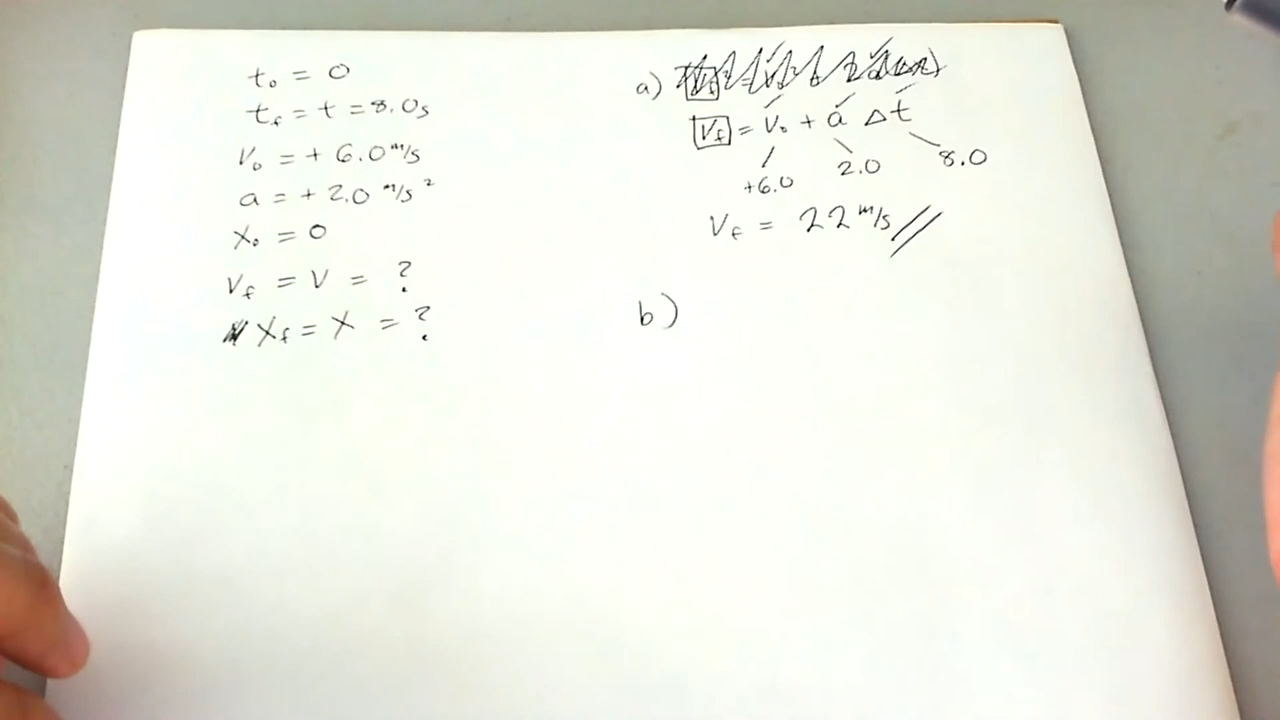 t₀ = 0
t_f = t = 8.0s
V₀ = + 6.0 m/s
a = + 2.0 m/s²
X₀ = 0
V_f = V = ?
X_f = X = ?
a)
V_f = V₀ + a Δt
+6.0 2.0 8.0
V_f = 22 m/s //
b)